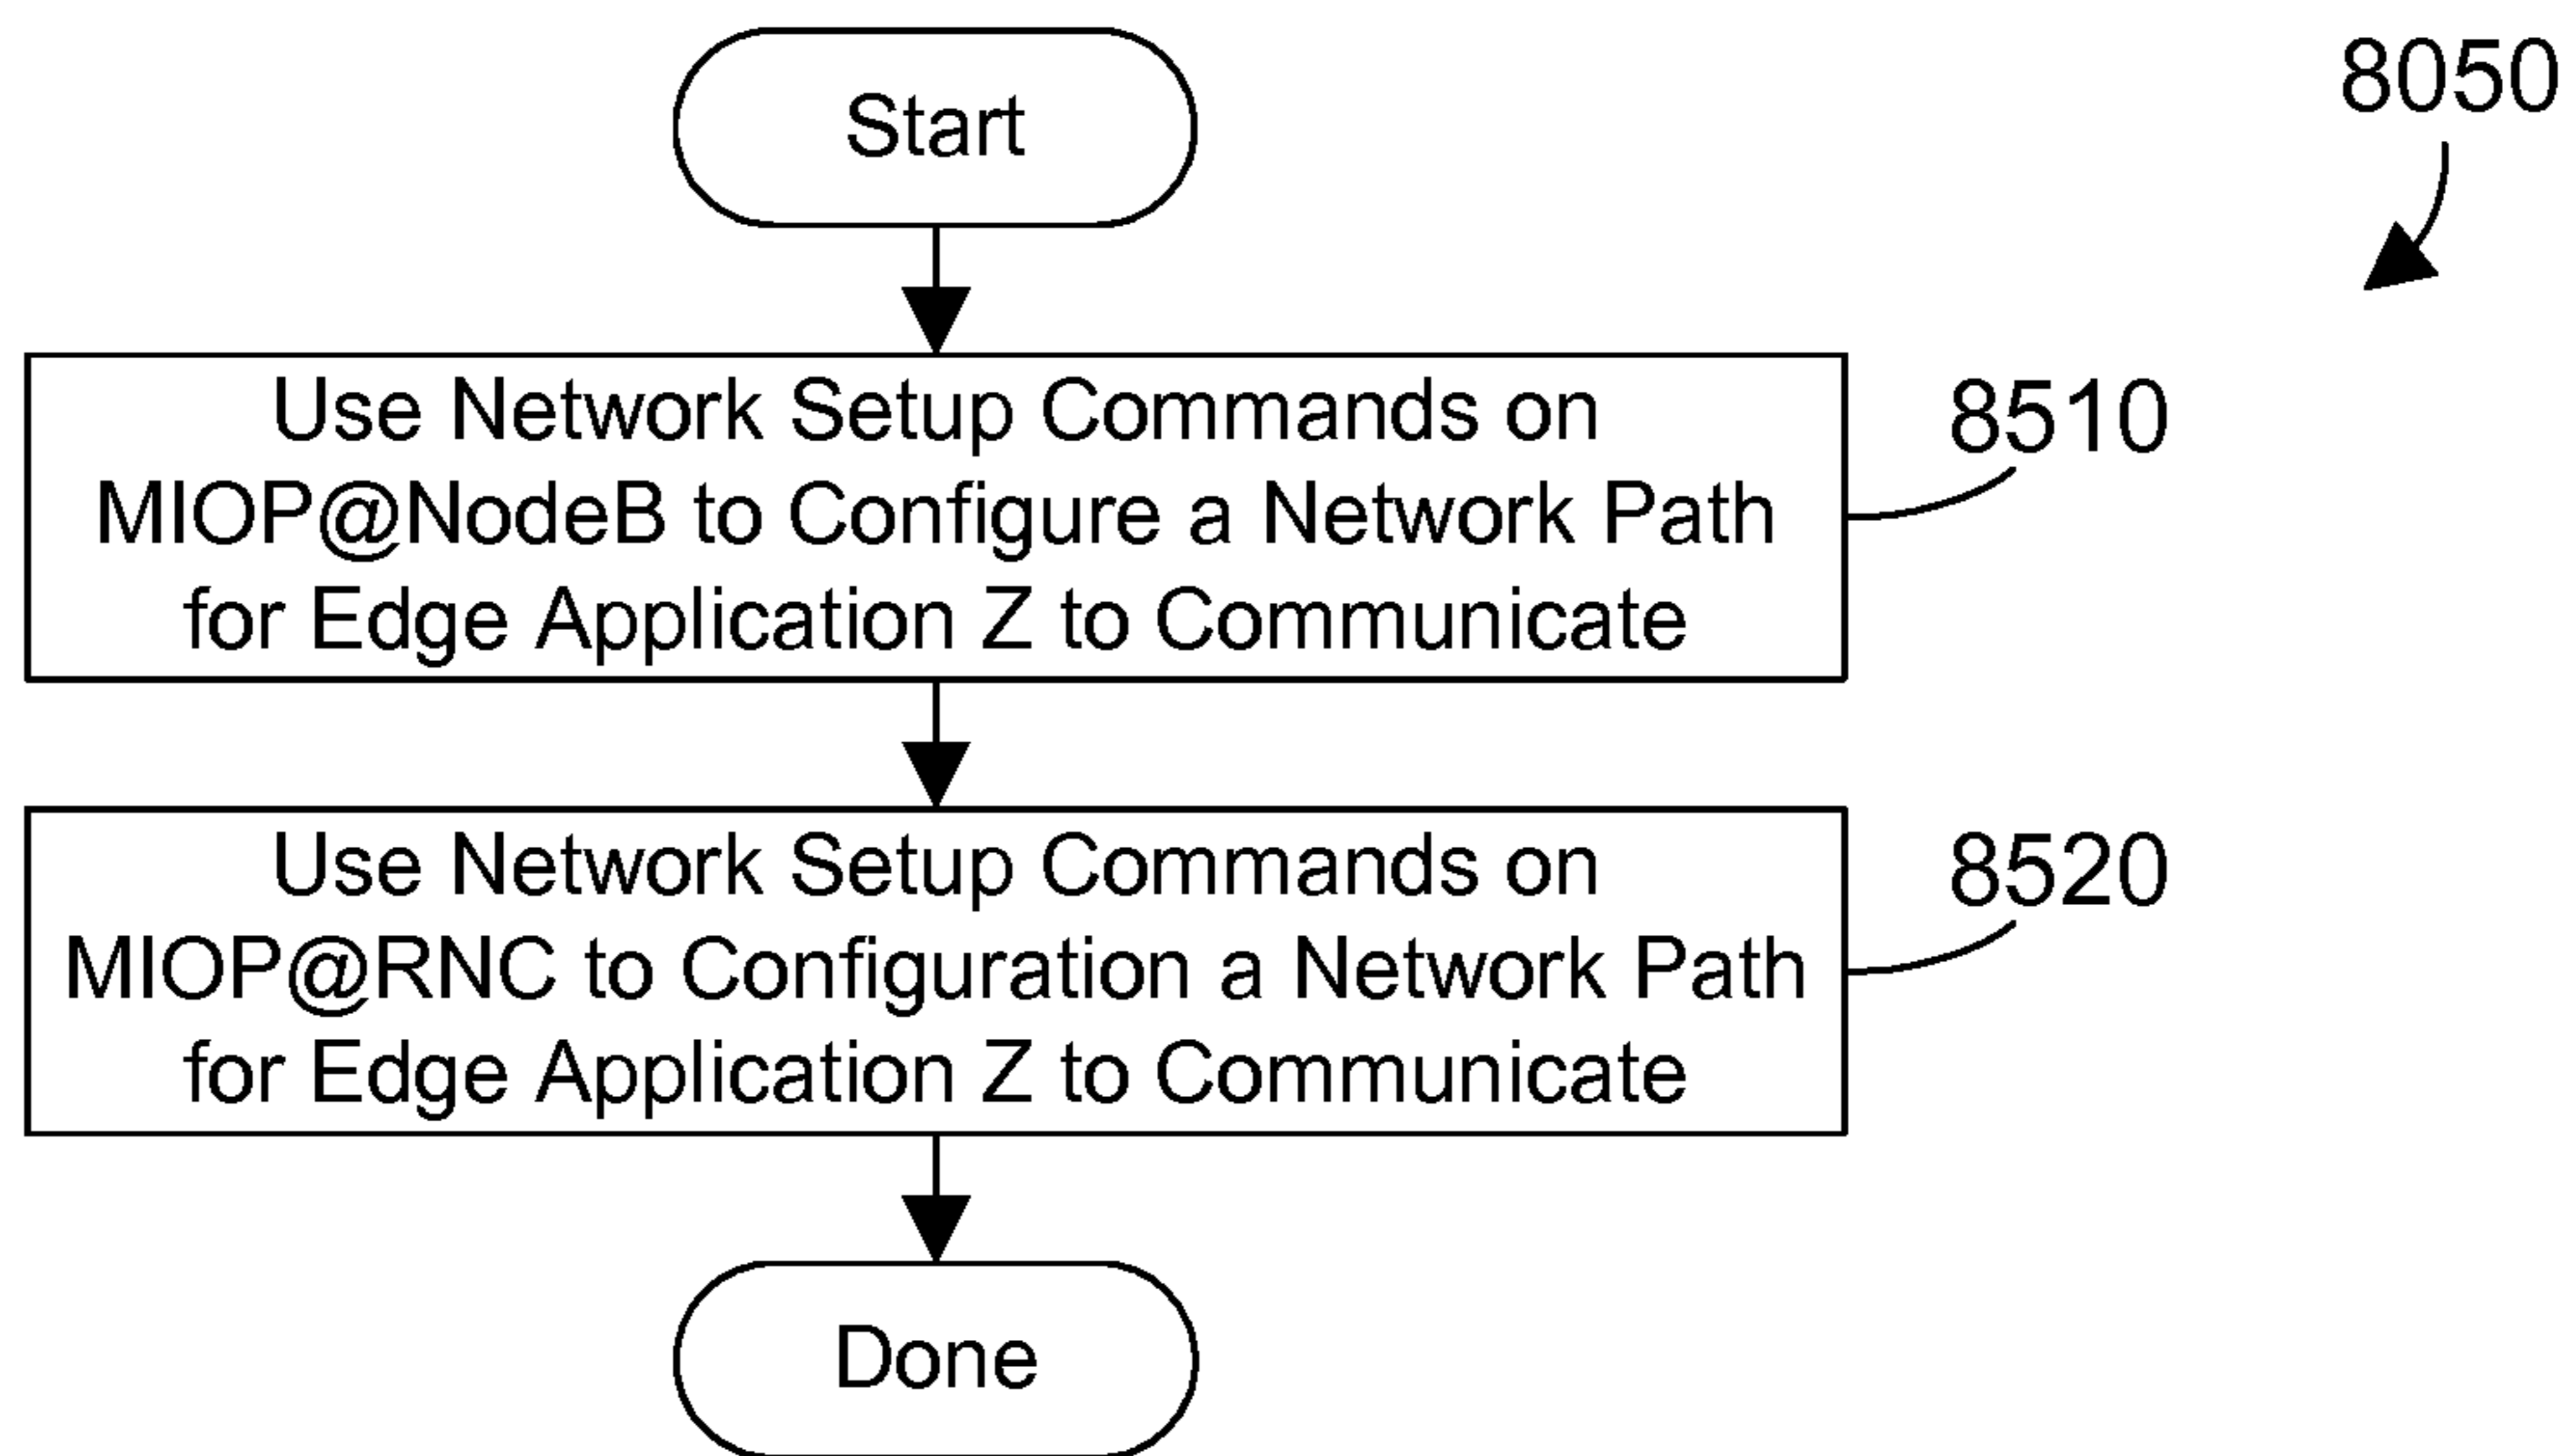 Start
8050
Use Network Setup Commands on
MIOP@NodeB to Configure a Network Path
for Edge Application Z to Communicate
8510
Use Network Setup Commands on
MIOP@RNC to Configuration a Network Path
for Edge Application Z to Communicate
8520
Done